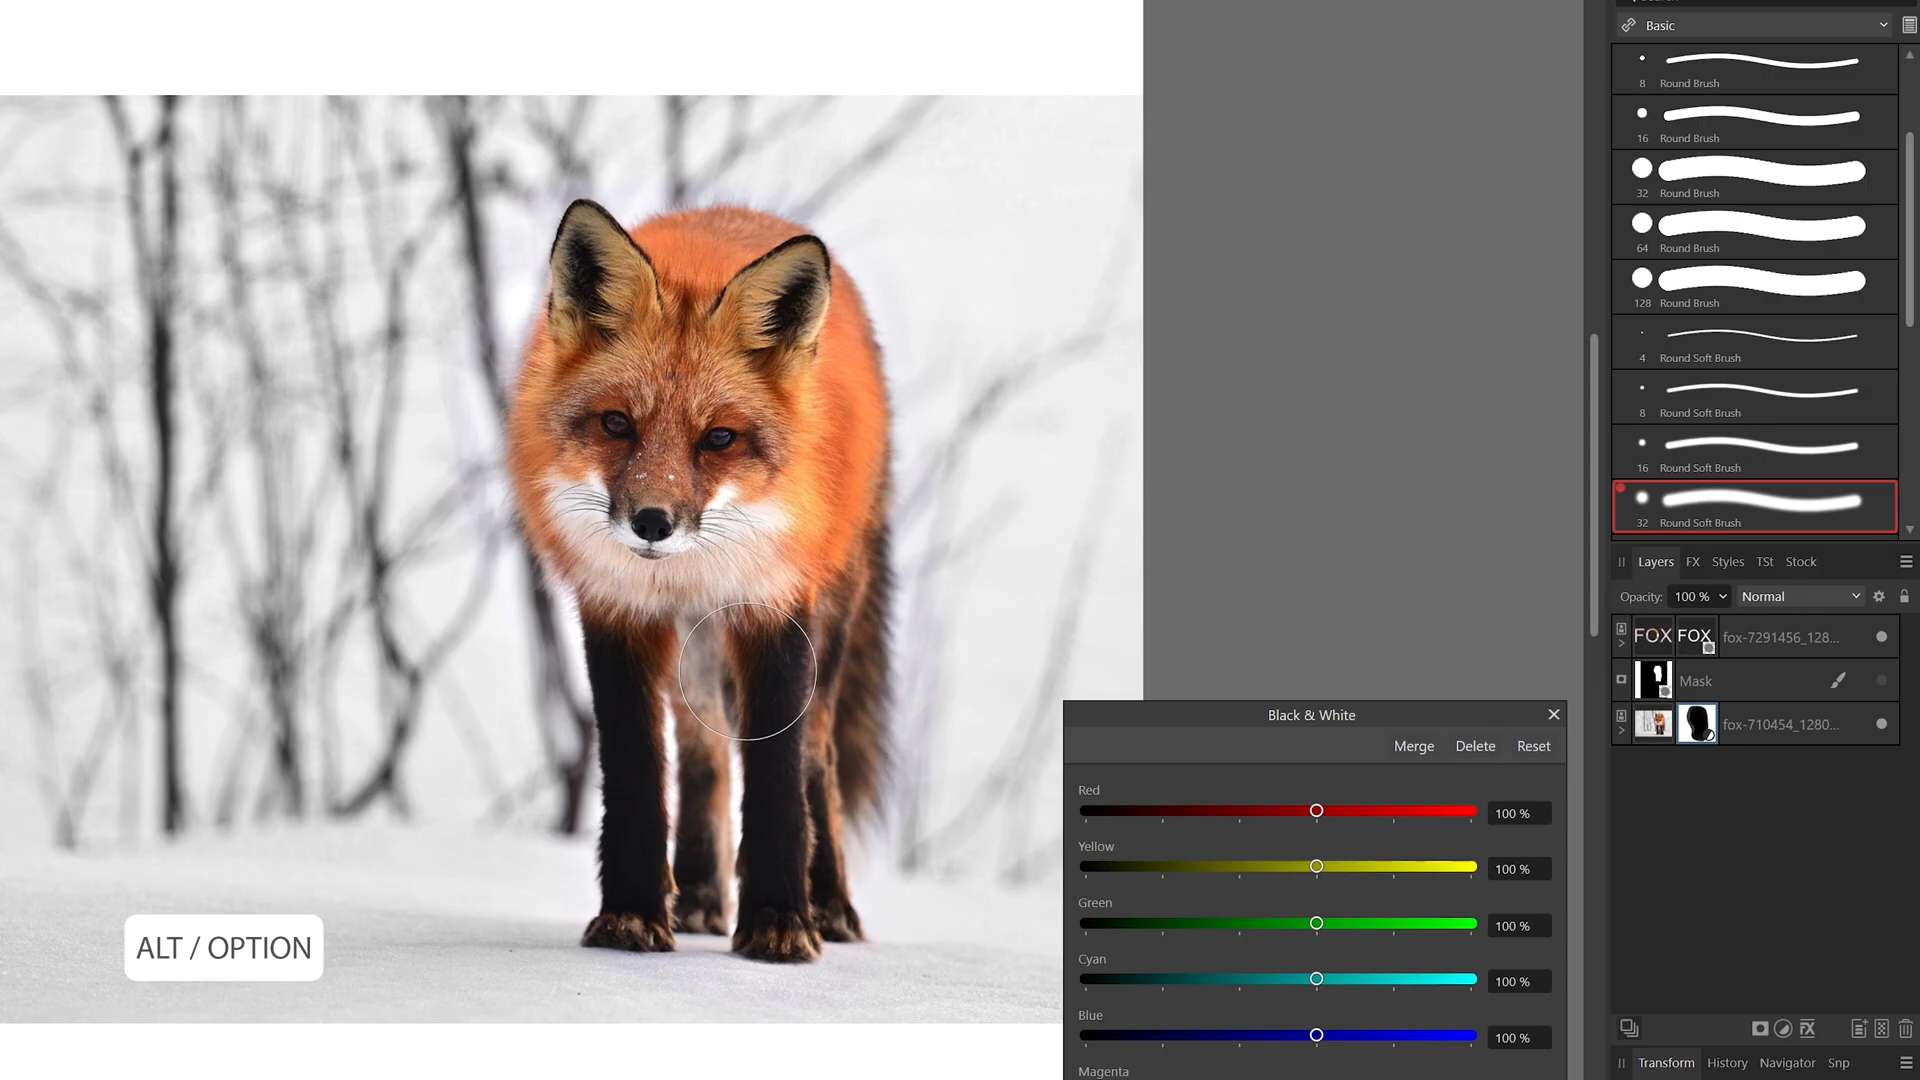 Basic
8 Round Brush
16 Round Brush
32 Round Brush
64 Round Brush
128 Round Brush
4 Round Soft Brush
8 Round Soft Brush
16 Round Soft Brush
32 Round Soft Brush
Layers FX Styles TSt Stock
Opacity: 100 % Normal
FOX FOX fox-7291456_128...
Mask
fox-710454_1280...
Black & White
Merge Delete Reset
Red
100 %
Yellow
100 %
Green
100 %
Cyan
100 %
Blue
100 %
Magenta
ALT / OPTION
Transform History Navigator Snp